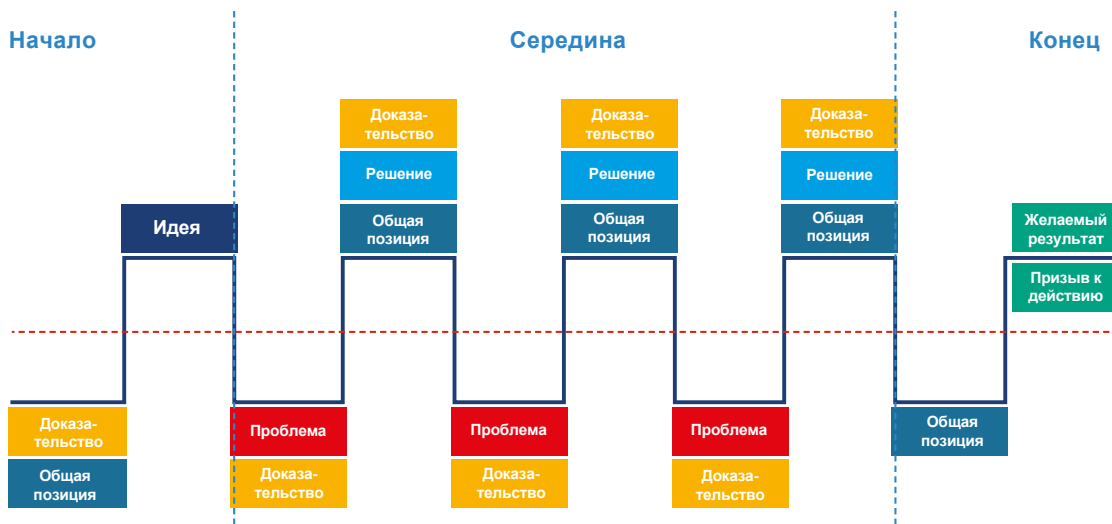 Начало
Середина
Конец
Доказа-
тельство
Доказа-
тельство
Доказа-
тельство
Решение
Решение
Решение
Идея
Общая
позиция
Общая
позиция
Общая
позиция
Желаемый
результат
Призыв к
действию
Доказа-
тельство
Проблема
Проблема
Проблема
Общая
позиция
Общая
позиция
Доказа-
тельство
Доказа-
тельство
Доказа-
тельство